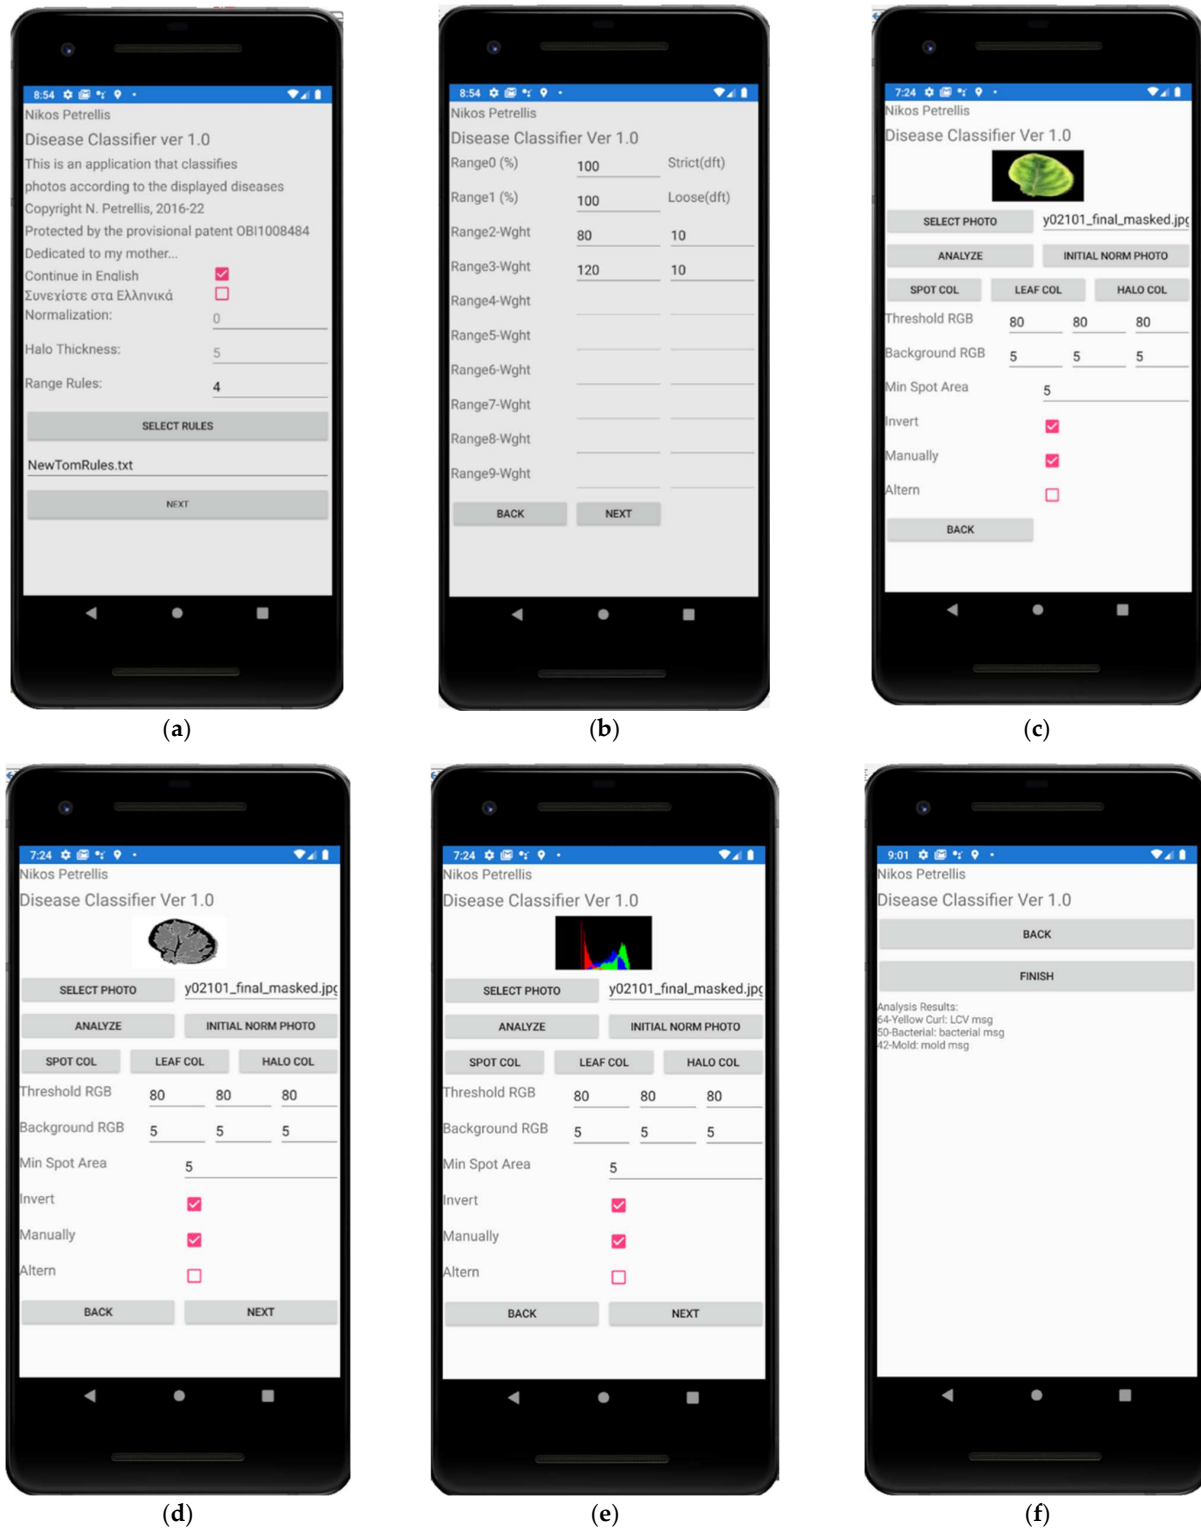 8:54
Nikos Petrellis
Disease Classifier ver 1.0
This is an application that classifies
photos according to the displayed diseases
Copyright N. Petrellis, 2016-22
Protected by the provisional patent OBI1008484
Dedicated to my mother...
Continue in English
Συνεχίστε στα Ελληνικά
Normalization: 0
Halo Thickness: 5
Range Rules: 4
SELECT RULES
NewTomRules.txt
NEXT
(a)
8:54
Nikos Petrellis
Disease Classifier Ver 1.0
Range0 (%) 100 Strict(dft)
Range1 (%) 100 Loose(dft)
Range2-Wght 80 10
Range3-Wght 120 10
Range4-Wght
Range5-Wght
Range6-Wght
Range7-Wght
Range8-Wght
Range9-Wght
BACK NEXT
(b)
7:24
Nikos Petrellis
Disease Classifier Ver 1.0
SELECT PHOTO y02101_final_masked.jpg
ANALYZE INITIAL NORM PHOTO
SPOT COL LEAF COL HALO COL
Threshold RGB 80 80 80
Background RGB 5 5 5
Min Spot Area 5
Invert
Manually
Altern
BACK
(c)
7:24
Nikos Petrellis
Disease Classifier Ver 1.0
SELECT PHOTO y02101_final_masked.jpg
ANALYZE INITIAL NORM PHOTO
SPOT COL LEAF COL HALO COL
Threshold RGB 80 80 80
Background RGB 5 5 5
Min Spot Area 5
Invert
Manually
Altern
BACK NEXT
(d)
7:24
Nikos Petrellis
Disease Classifier Ver 1.0
SELECT PHOTO y02101_final_masked.jpg
ANALYZE INITIAL NORM PHOTO
SPOT COL LEAF COL HALO COL
Threshold RGB 80 80 80
Background RGB 5 5 5
Min Spot Area 5
Invert
Manually
Altern
BACK NEXT
(e)
9:01
Nikos Petrellis
Disease Classifier Ver 1.0
BACK
FINISH
Analysis Results:
64-Yellow Curl: LCV msg
50-Bacterial: bacterial msg
42-Mold: mold msg
(f)